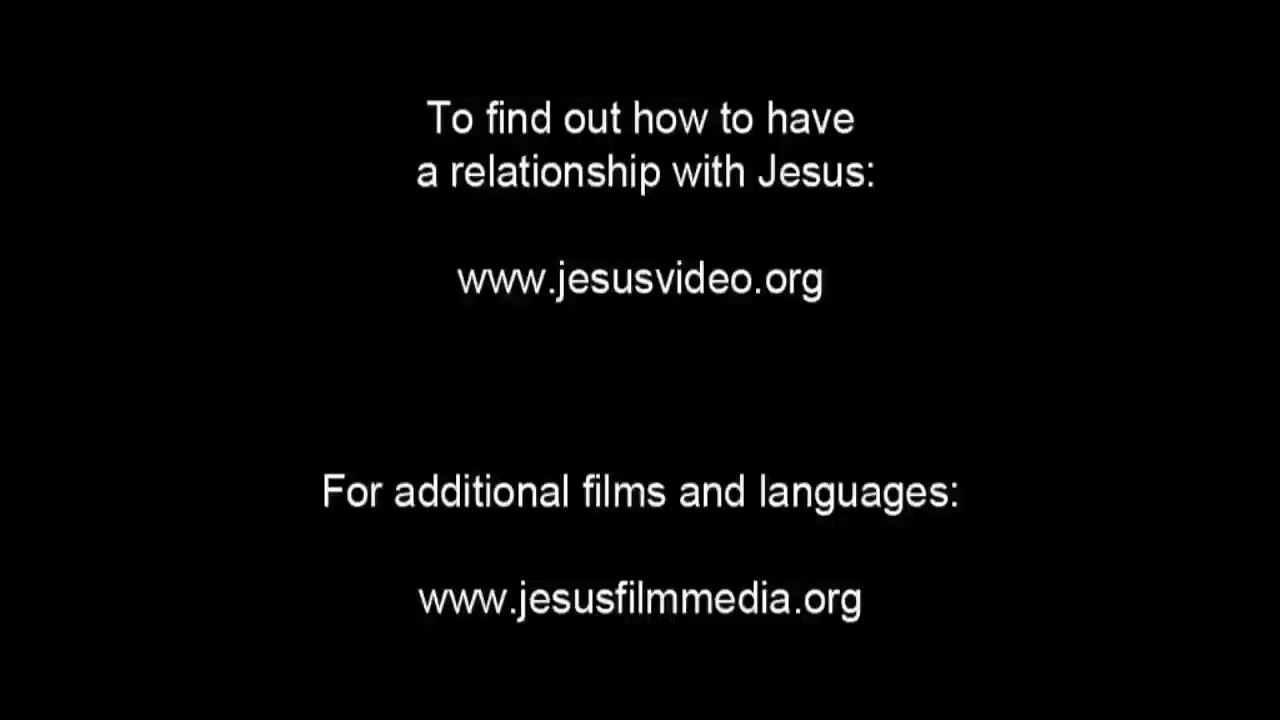 To find out how to have
a relationship with Jesus:
www.jesusvideo.org
For additional films and languages:
www.jesusfilmmedia.org